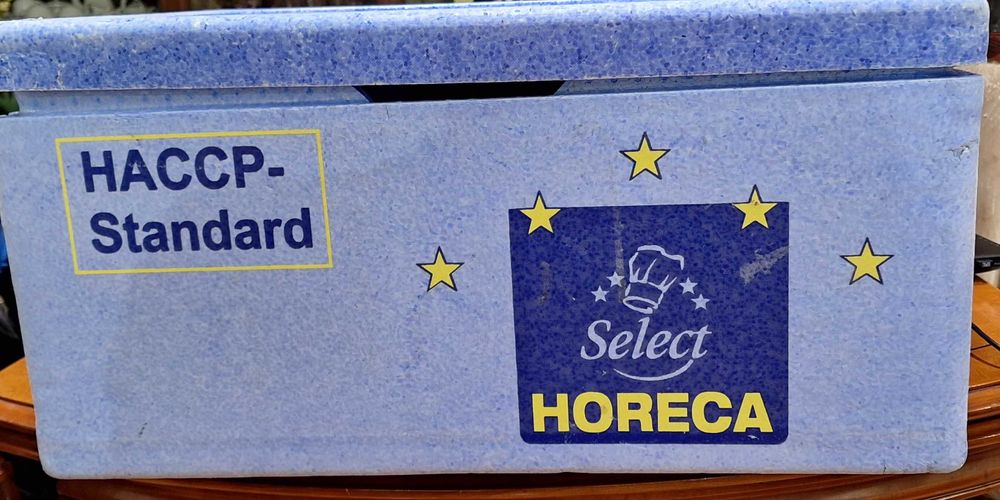 HACCP-
Standard
Select
HORECA